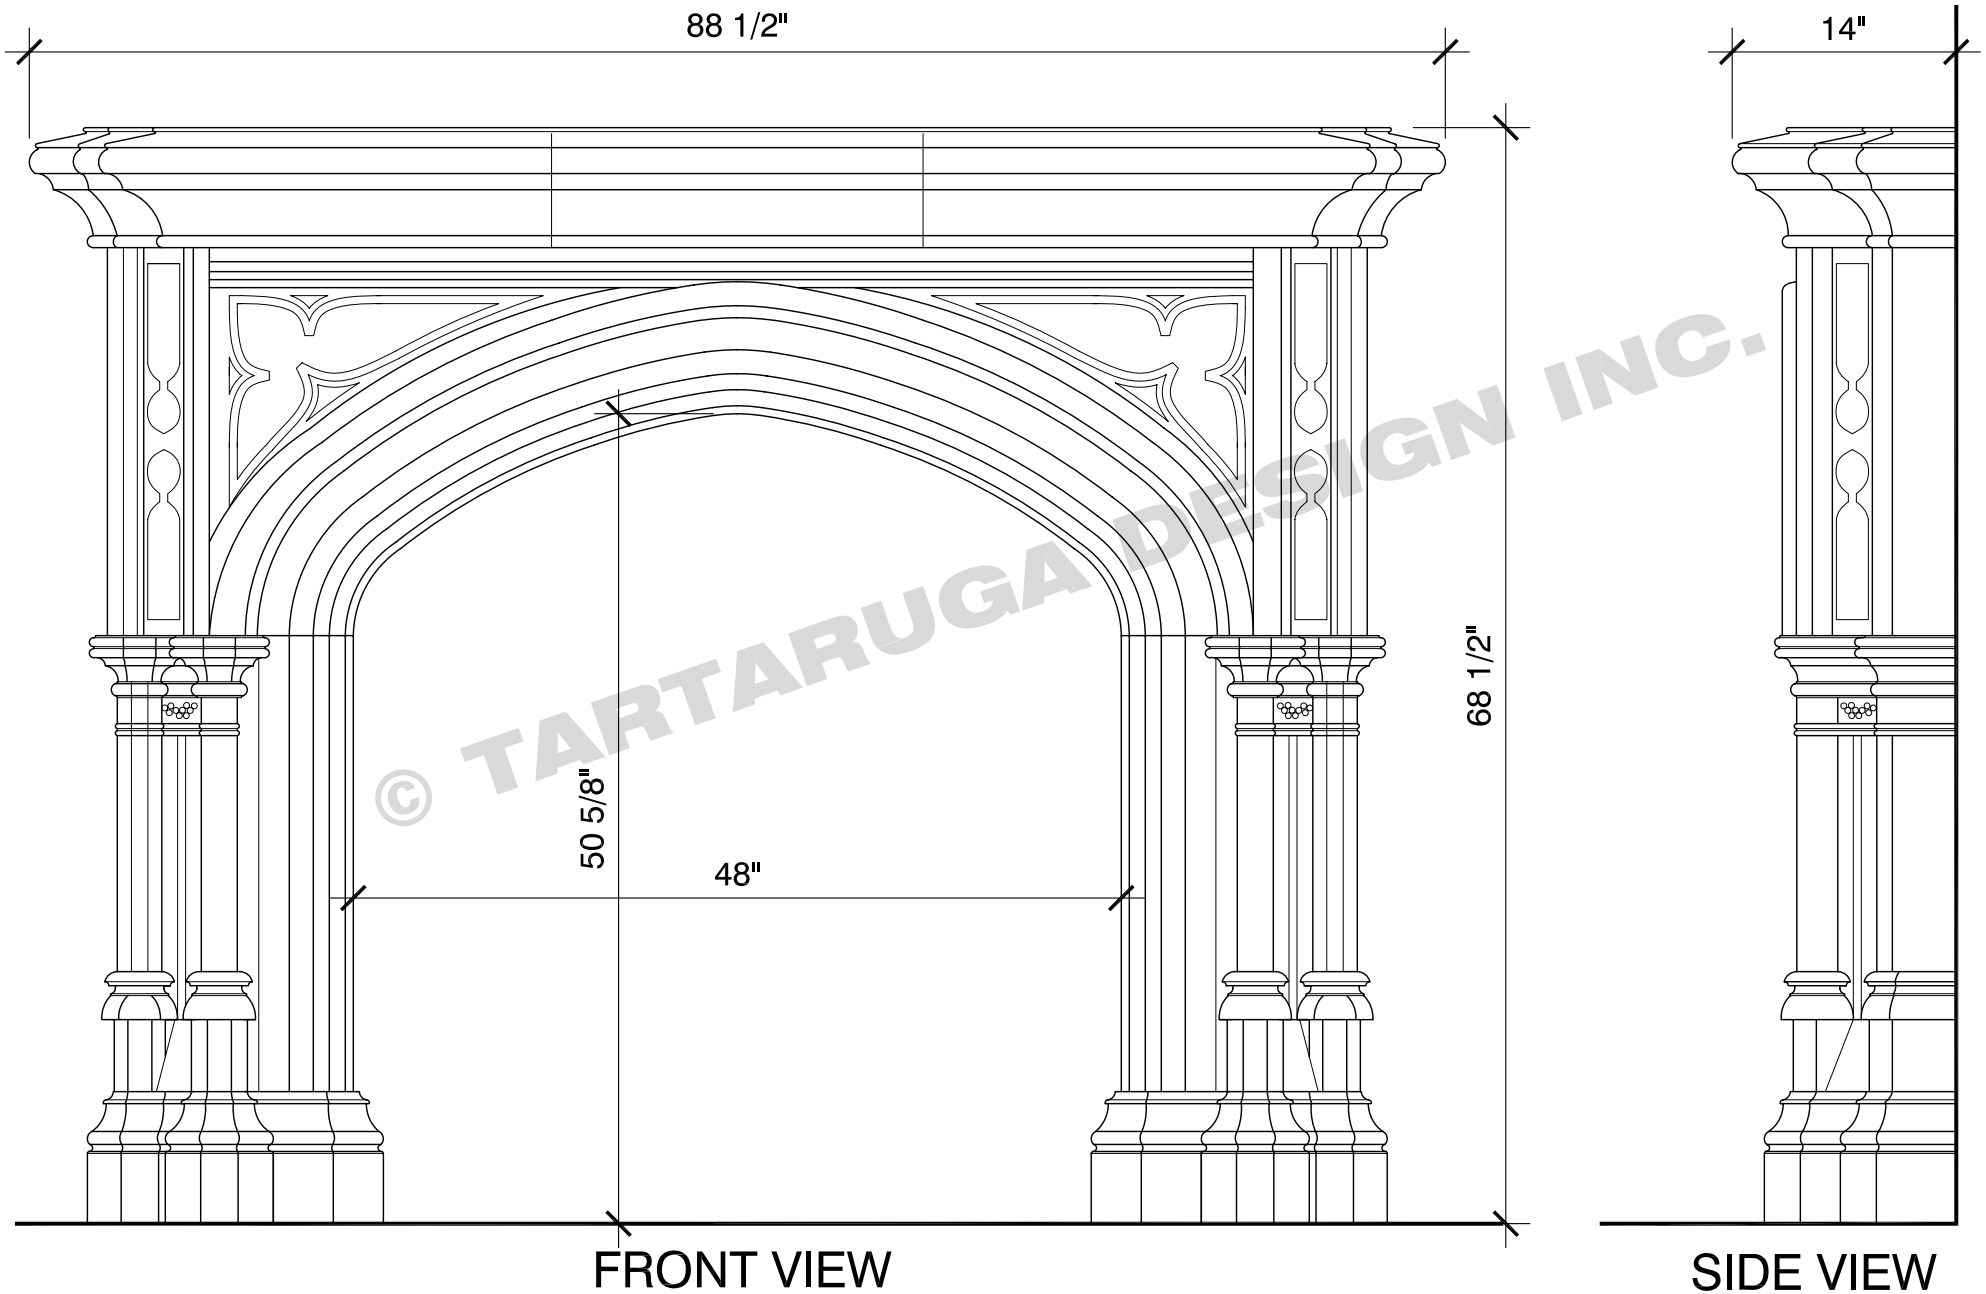 88 1/2"
14"
68 1/2"
© TARTARUGA DESIGN INC.
50 5/8"
48"
FRONT VIEW
SIDE VIEW